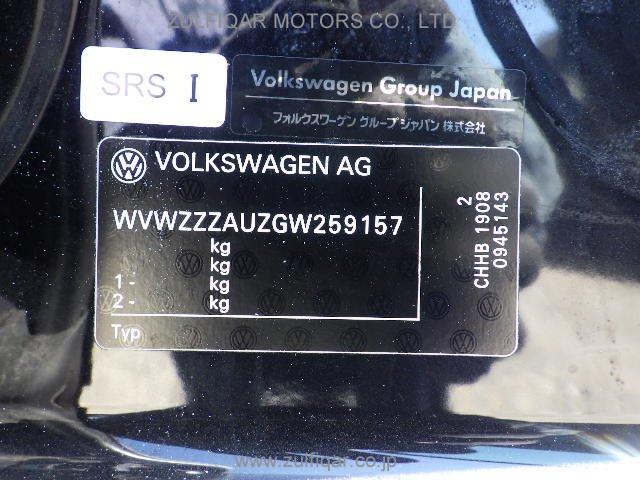 ZULFIQAR MOTORS CO. LTD
SRS I
Volkswagen Group Japan
フォルクスワーゲン グループ ジャパン 株式会社
VOLKSWAGEN AG
WVWZZZAUZGW259157
kg
kg
1 - kg
2 - kg
Typ
2
CHHB 1908
0945143
www.zulfiqar.co.jp